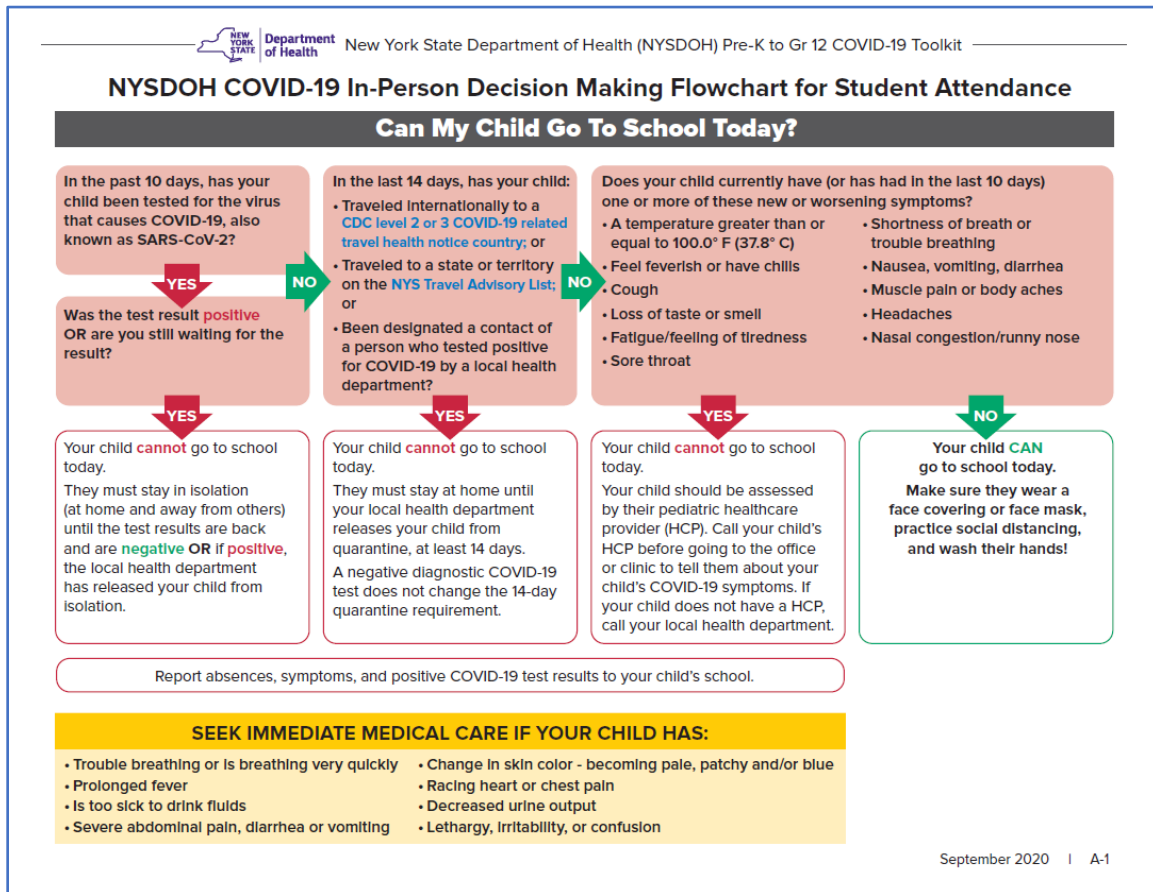 NEW
YORK
STATE
Department
of Health
New York State Department of Health (NYSDOH) Pre-K to Gr 12 COVID-19 Toolkit
NYSDOH COVID-19 In-Person Decision Making Flowchart for Student Attendance
Can My Child Go To School Today?
In the past 10 days, has your
child been tested for the virus
that causes COVID-19, also
known as SARS-CoV-2?
YES
Was the test result positive
OR are you still waiting for the
result?
NO
In the last 14 days, has your child:
• Traveled internationally to a
CDC level 2 or 3 COVID-19 related
travel health notice country; or
• Traveled to a state or territory
on the NYS Travel Advisory List;
or
• Been designated a contact of
a person who tested positive
for COVID-19 by a local health
department?
NO
Does your child currently have (or has had in the last 10 days)
one or more of these new or worsening symptoms?
• A temperature greater than or
equal to 100.0° F (37.8° C)
• Feel feverish or have chills
• Cough
• Loss of taste or smell
• Fatigue/feeling of tiredness
• Sore throat
• Shortness of breath or
trouble breathing
• Nausea, vomiting, diarrhea
• Muscle pain or body aches
• Headaches
• Nasal congestion/runny nose
YES
Your child cannot go to school
today.
They must stay in isolation
(at home and away from others)
until the test results are back
and are negative OR if positive,
the local health department
has released your child from
isolation.
YES
Your child cannot go to school
today.
They must stay at home until
your local health department
releases your child from
quarantine, at least 14 days.
A negative diagnostic COVID-19
test does not change the 14-day
quarantine requirement.
YES
Your child cannot go to school
today.
Your child should be assessed
by their pediatric healthcare
provider (HCP). Call your child's
HCP before going to the office
or clinic to tell them about your
child's COVID-19 symptoms. If
your child does not have a HCP,
call your local health department.
NO
Your child CAN
go to school today.
Make sure they wear a
face covering or face mask,
practice social distancing,
and wash their hands!
Report absences, symptoms, and positive COVID-19 test results to your child's school.
SEEK IMMEDIATE MEDICAL CARE IF YOUR CHILD HAS:
• Trouble breathing or is breathing very quickly
• Prolonged fever
• Is too sick to drink fluids
• Severe abdominal pain, diarrhea or vomiting
• Change in skin color - becoming pale, patchy and/or blue
• Racing heart or chest pain
• Decreased urine output
• Lethargy, irritability, or confusion
September 2020 | A-1